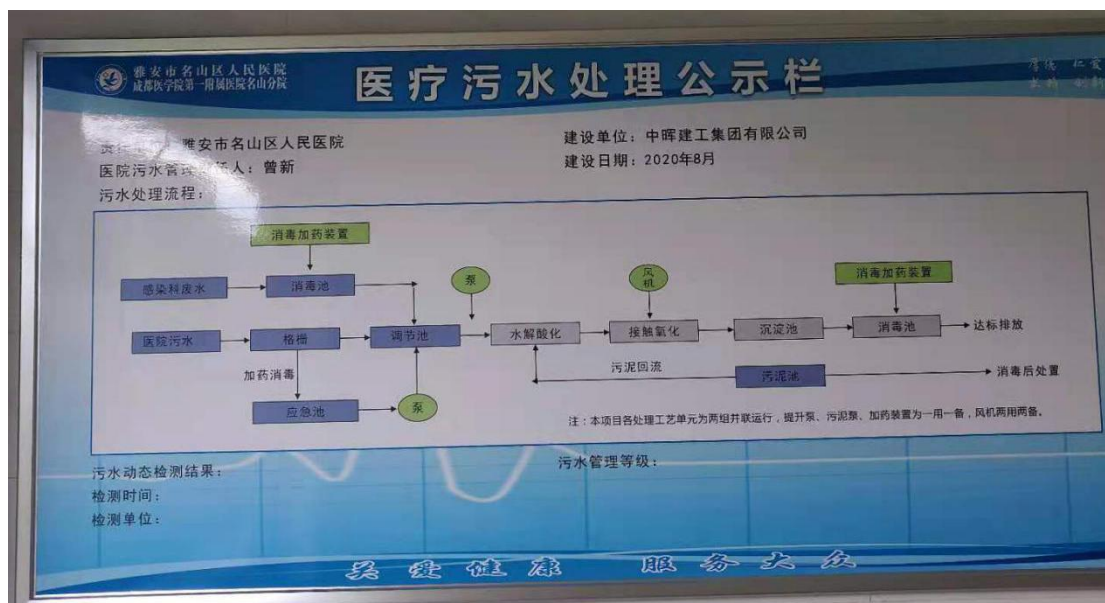 雅安市名山区人民医院
成都医学院第一附属医院名山分院
医疗污水处理公示栏
雅安市名山区人民医院
建设单位：中晖建工集团有限公司
医院污水管理 任人：曾新
建设日期：2020年8月
污水处理流程：
消毒加药装置
泵
风机
消毒加药装置
感染科废水
消毒池
医院污水
格栅
调节池
水解酸化
接触氧化
沉淀池
消毒池
达标排放
加药消毒
污泥回流
污泥池
消毒后处置
应急池
泵
注：本项目各处理工艺单元为两组并联运行，提升泵、污泥泵、加药装置为一用一备，风机两用两备。
污水动态检测结果：
污水管理等级：
检测时间：
检测单位：
关爱健康 服务大众